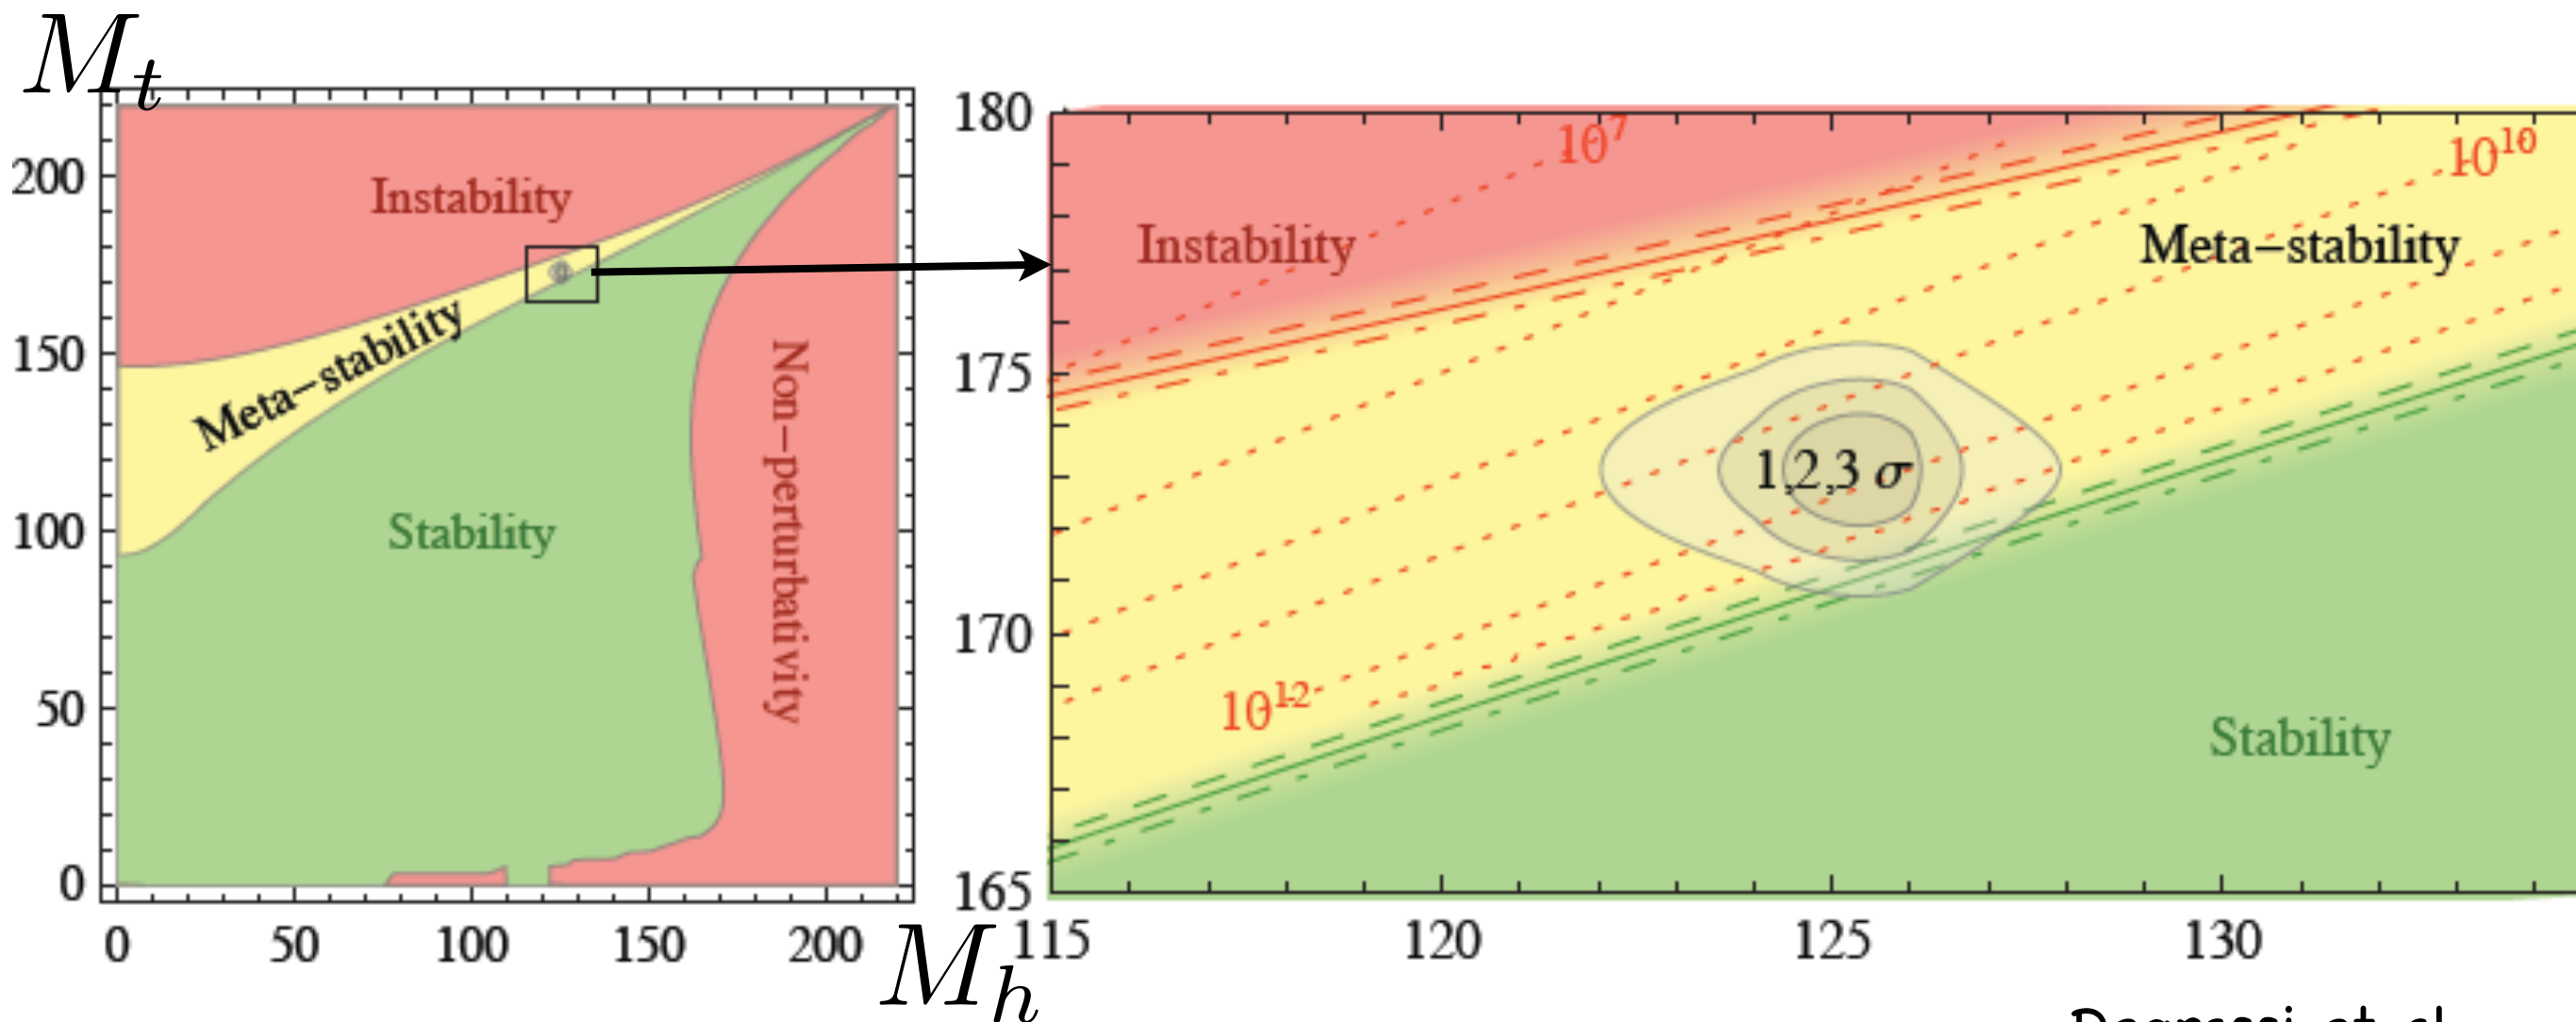 M_t
200
150
100
50
0
0 50 100 150 200
M_h
Instability
Meta–stability
Stability
Non–perturbativity
180
175
170
165
115 120 125 130
10^7
10^10
Instability
Meta–stability
1,2,3 σ
10^12
Stability
et al